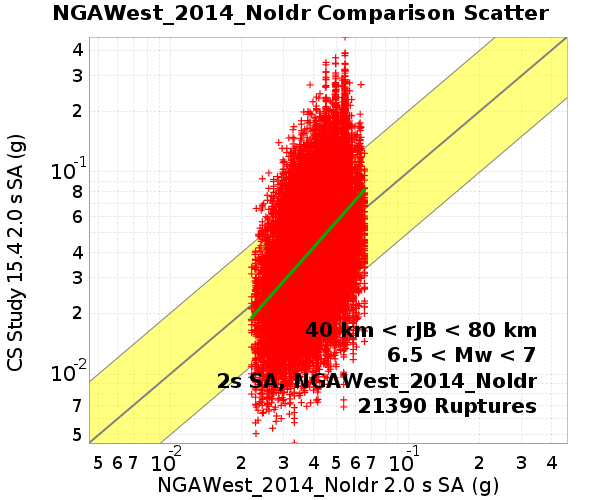 NGAWest_2014_NoIdr Comparison Scatter
CS Study 15.4 2.0 s SA (g)
4
3
2
10⁻¹
8
6
4
3
2
10⁻²
7
5
40 km < rJB < 80 km
6.5 < Mw < 7
2s SA, NGAWest_2014_NoIdr
21390 Ruptures
5 6 7 10⁻² 2 3 4 5 6 7 10⁻¹ 2 3 4
NGAWest_2014_NoIdr 2.0 s SA (g)